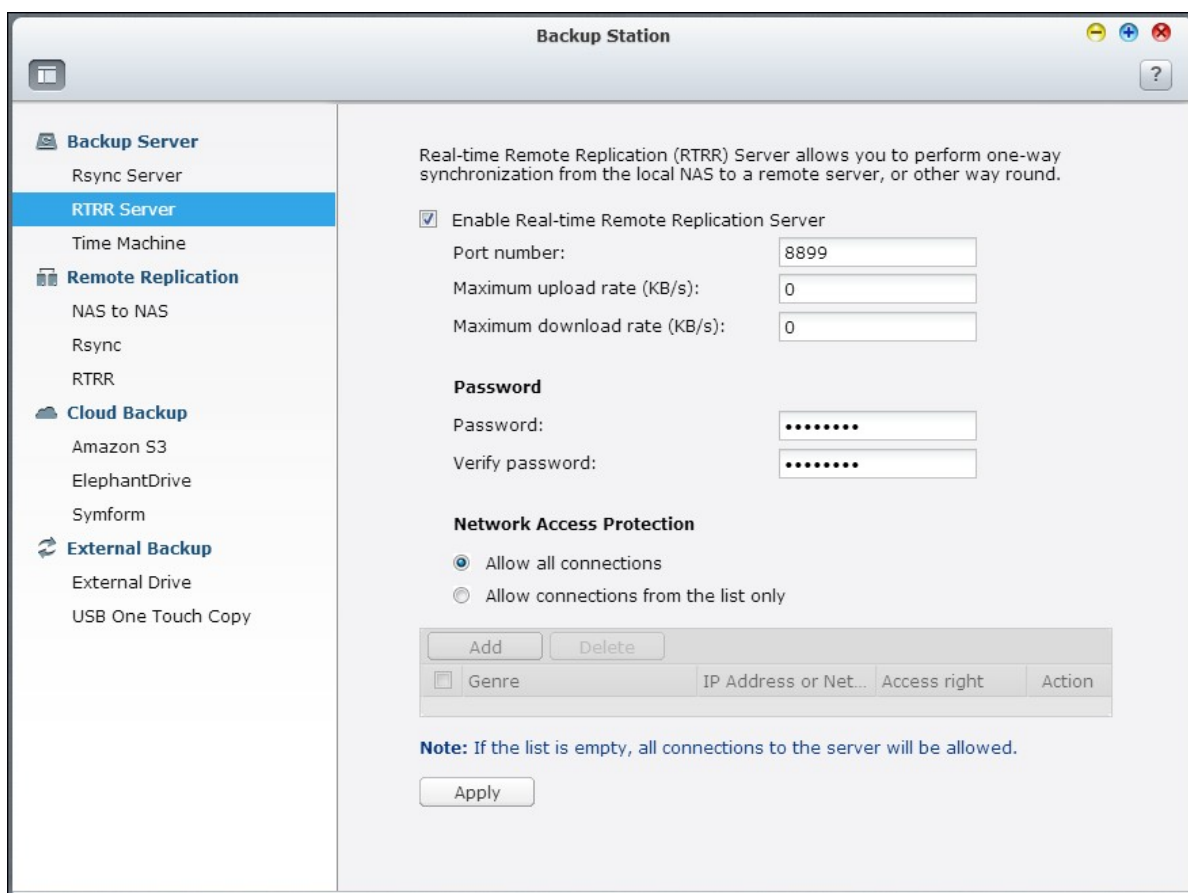 Backup Station
?
Backup Server
Rsync Server
RTRR Server
Time Machine
Remote Replication
NAS to NAS
Rsync
RTRR
Cloud Backup
Amazon S3
ElephantDrive
Symform
External Backup
External Drive
USB One Touch Copy
Real-time Remote Replication (RTRR) Server allows you to perform one-way
synchronization from the local NAS to a remote server, or other way round.
Enable Real-time Remote Replication Server
Port number: 8899
Maximum upload rate (KB/s): 0
Maximum download rate (KB/s): 0
Password
Password: ••••••••
Verify password: ••••••••
Network Access Protection
Allow all connections
Allow connections from the list only
Add Delete
Genre IP Address or Net... Access right Action
Note: If the list is empty, all connections to the server will be allowed.
Apply